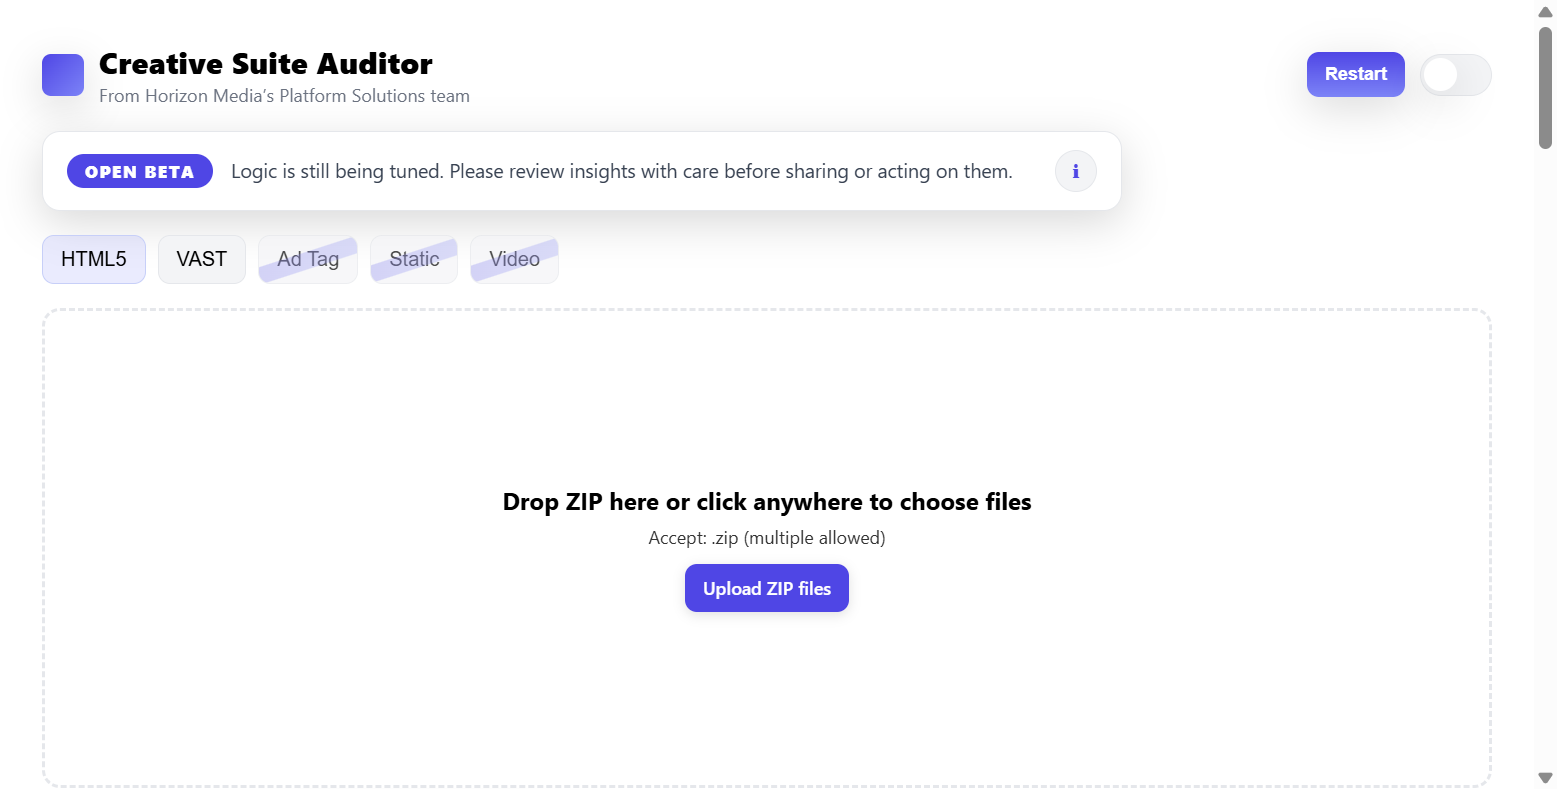 Creative Suite Auditor
From Horizon Media’s Platform Solutions team
Restart
OPEN BETA
Logic is still being tuned. Please review insights with care before sharing or acting on them.
i
HTML5
VAST
Ad Tag
Static
Video
Drop ZIP here or click anywhere to choose files
Accept: .zip (multiple allowed)
Upload ZIP files